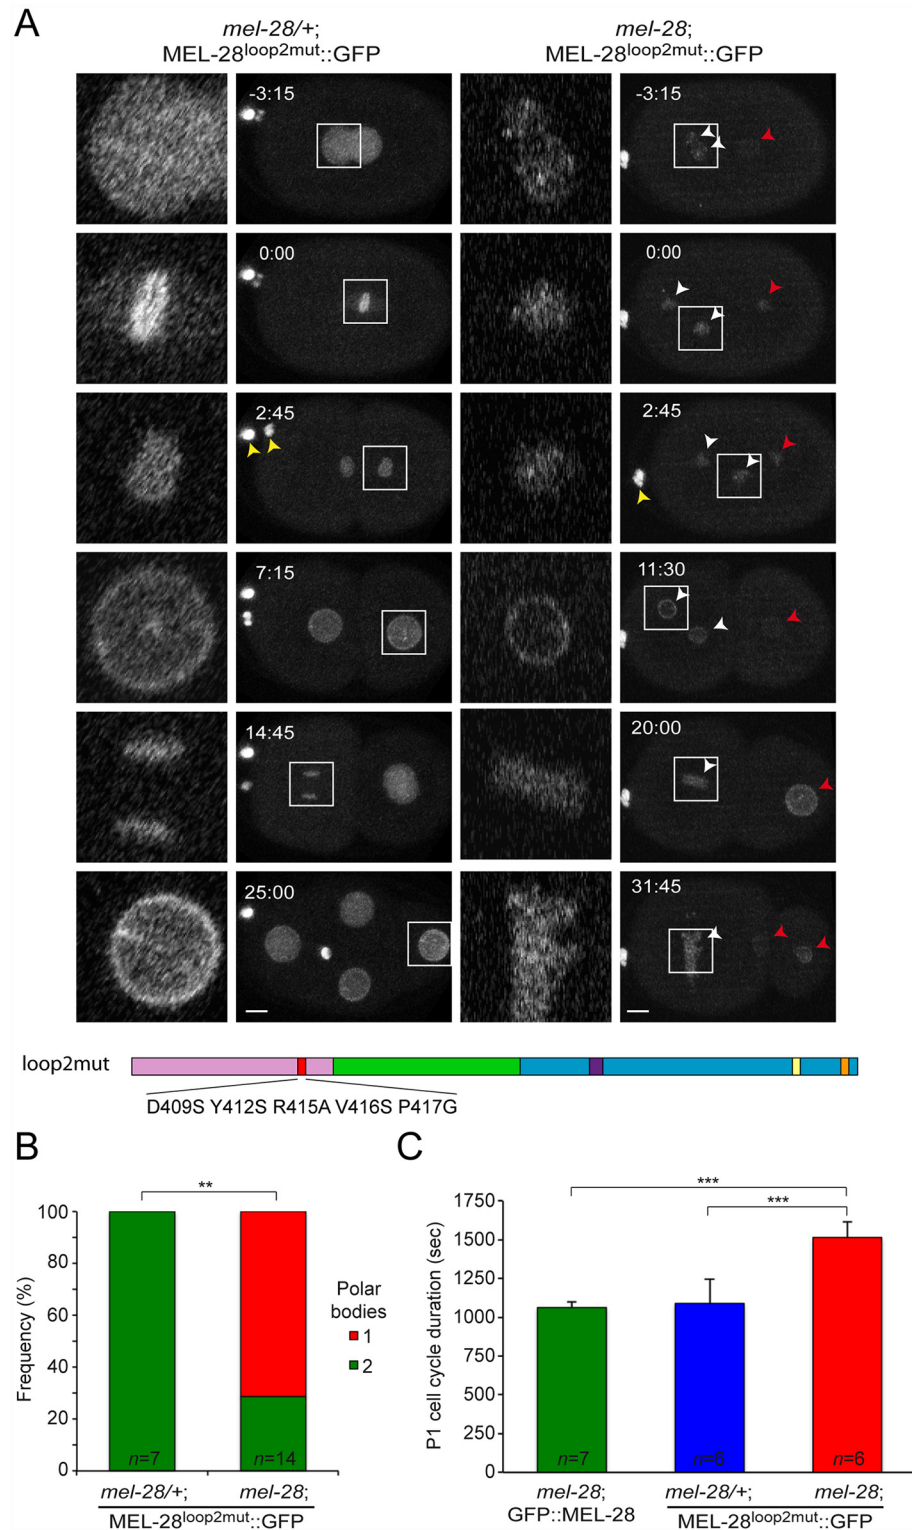 A
mel-28/+;
MEL-28loop2mut::GFP
mel-28;
MEL-28loop2mut::GFP
-3:15
-3:15
0:00
0:00
2:45
2:45
7:15
11:30
14:45
20:00
25:00
31:45
loop2mut
D409S Y412S R415A V416S P417G
B
Frequency (%)
100
80
60
40
20
0
**
n=7
n=14
Polar
bodies
1
2
mel-28/+;
mel-28;
MEL-28loop2mut::GFP
C
P1 cell cycle duration (sec)
1750
1500
1250
1000
750
500
250
0
***
***
n=7
n=6
n=6
mel-28;
GFP::MEL-28
mel-28/+;
mel-28;
MEL-28loop2mut::GFP